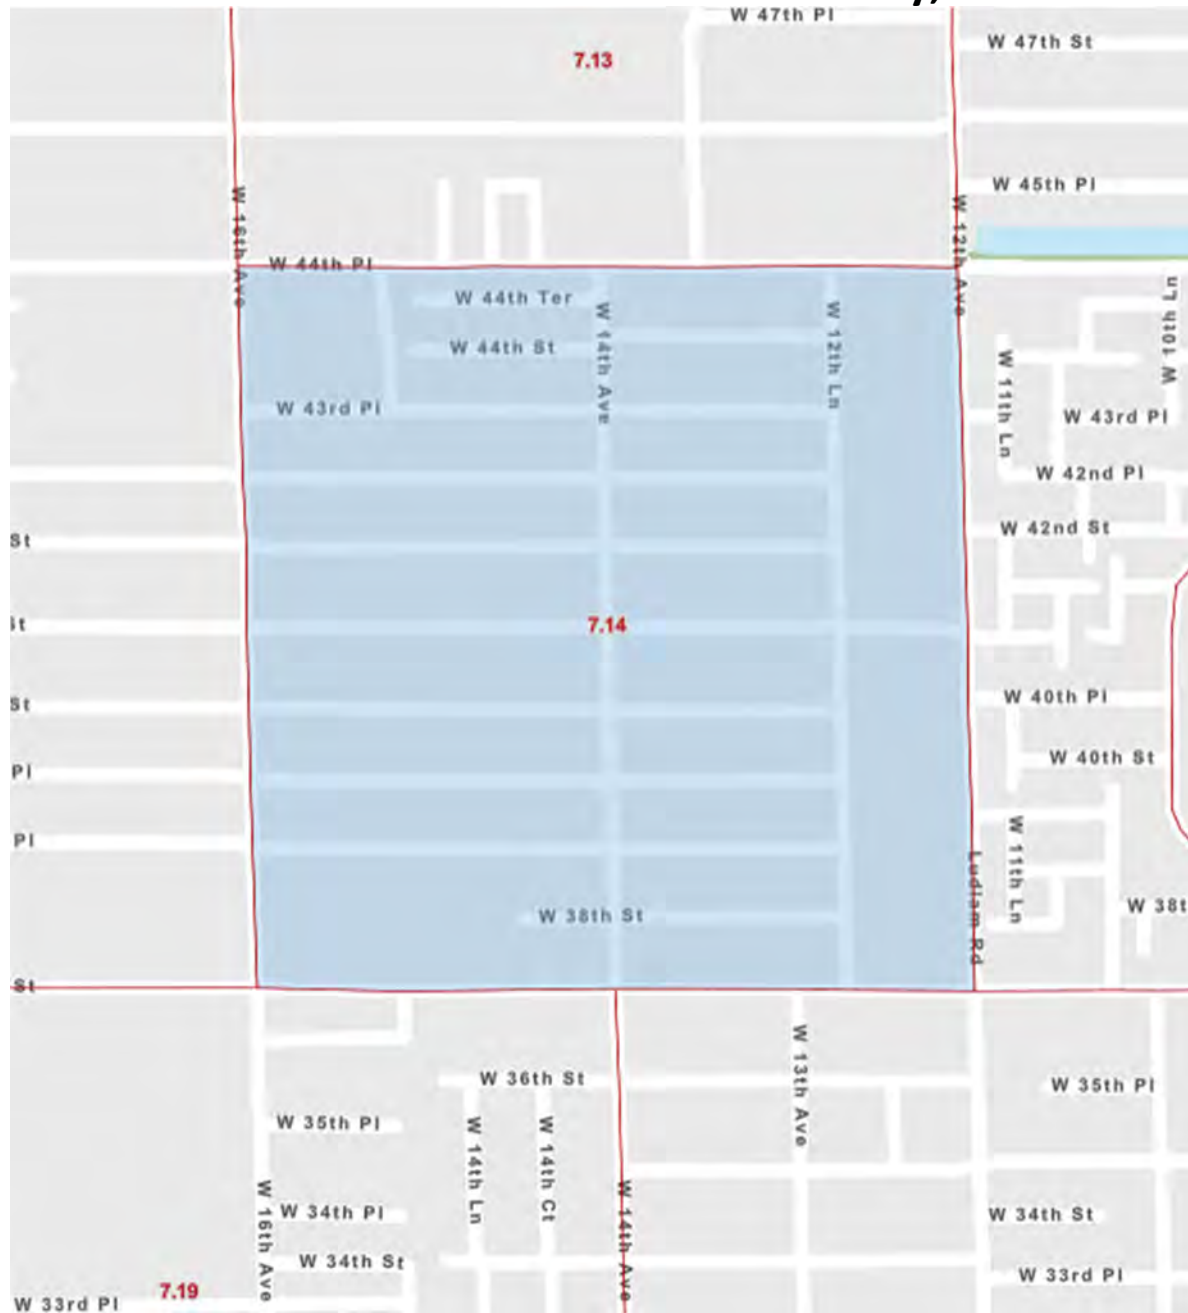 W 47th Pl
W 47th St
7.13
W 45th Pl
W 16th Ave
W 12th Ave
W 44th Pl
W 44th Ter
W 14th Ave
W 12th Ln
W 10th Ln
W 44th St
W 11th Ln
W 43rd Pl
W 43rd Pl
W 42nd Pl
W 42nd St
St
St
7.14
W 40th Pl
St
W 40th St
Pl
Pl
W 11th Ln
Ludlam Rd
W 38th St
W 38t
St
W 13th Ave
W 36th St
W 35th Pl
W 35th Pl
W 14th Ln
W 14th Ct
W 16th Ave
W 14th Ave
W 34th Pl
W 34th St
W 34th St
W 33rd Pl
7.19
W 33rd Pl